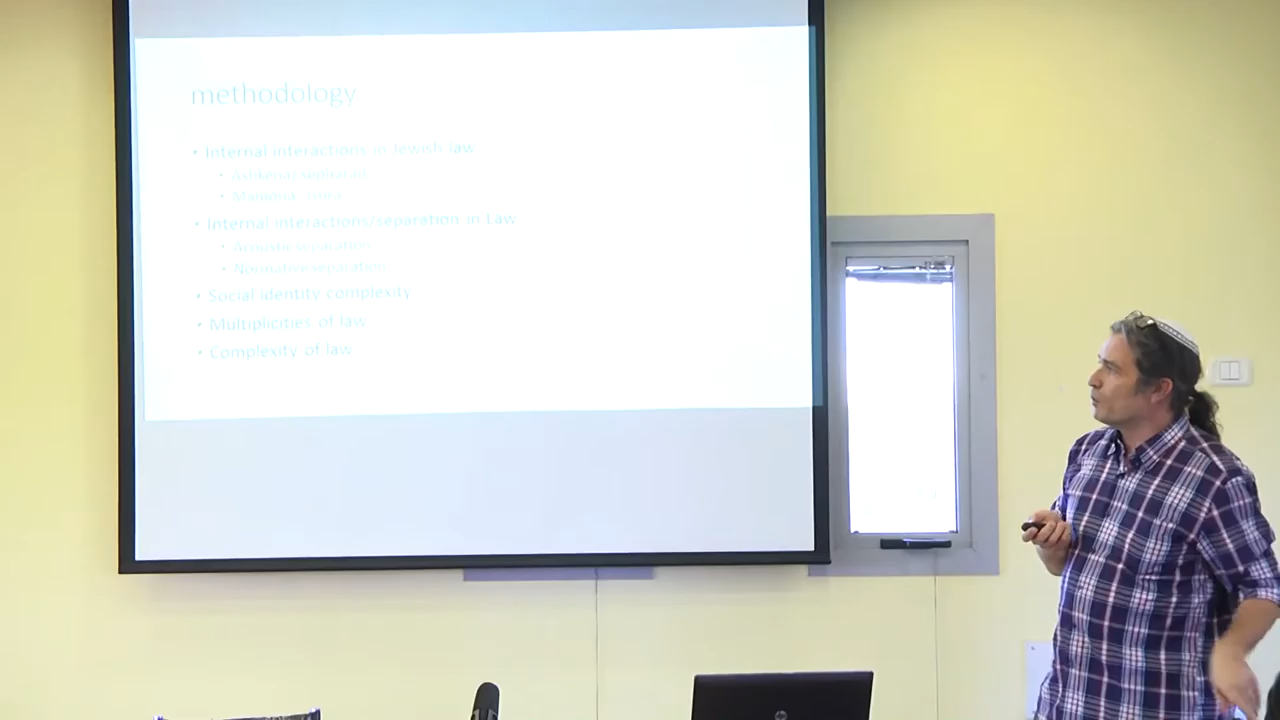 methodology
• Internal interactions in Jewish law
• Ashkenaz sepharad
• Internal interactions/separation in Law
• Acoustic separation
• Normative separation
• Social identity complexity
• Multiplicities of law
• Complexity of law